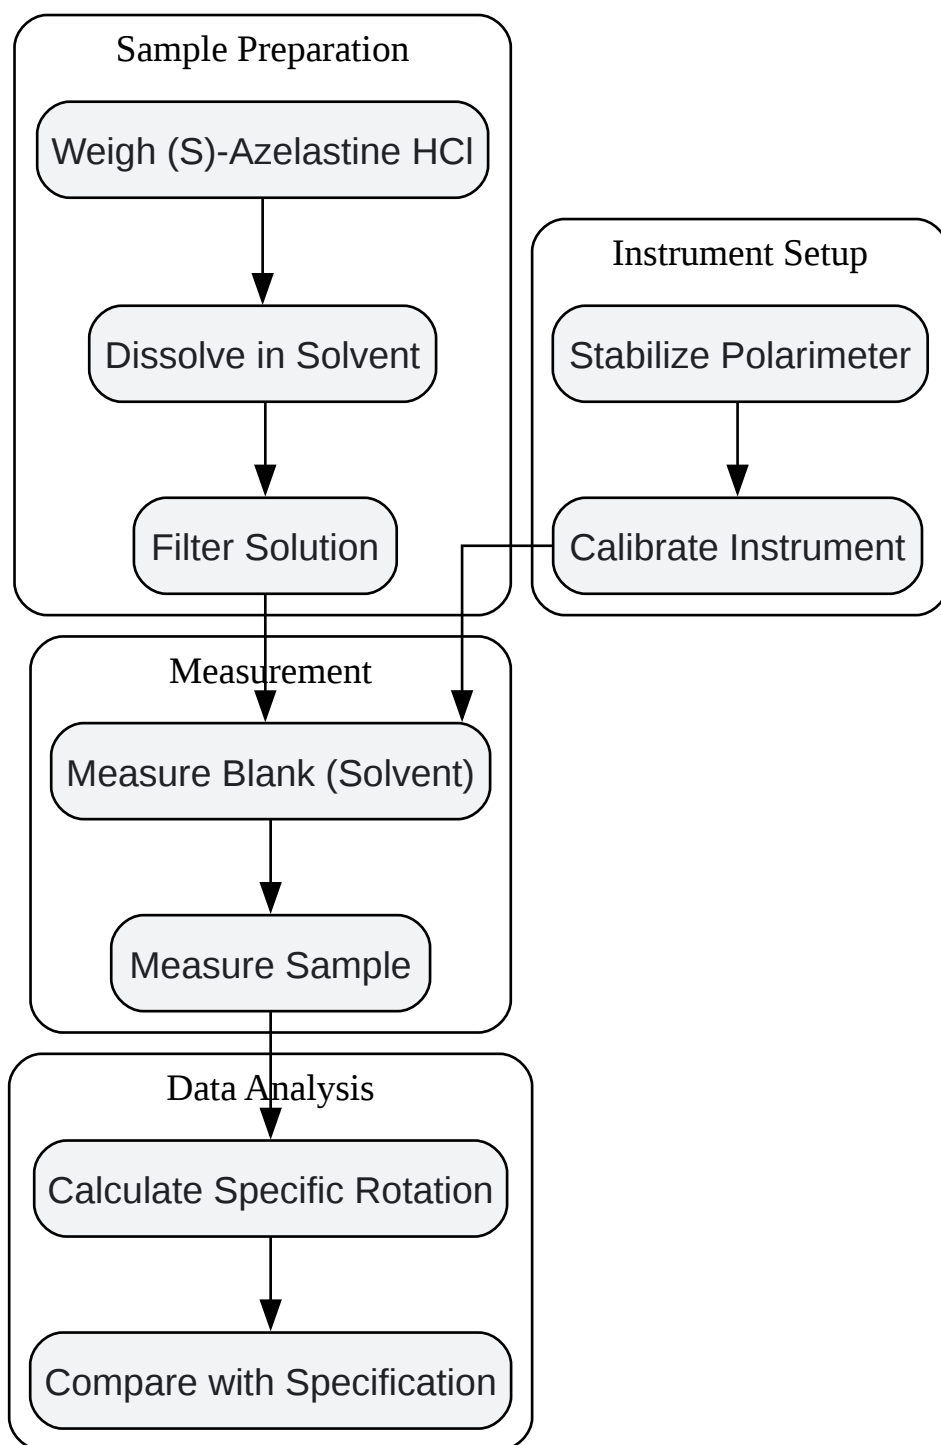 Sample Preparation
Weigh (S)-Azelastine HCl
Dissolve in Solvent
Filter Solution
Instrument Setup
Stabilize Polarimeter
Calibrate Instrument
Measurement
Measure Blank (Solvent)
Measure Sample
Data Analysis
Calculate Specific Rotation
Compare with Specification